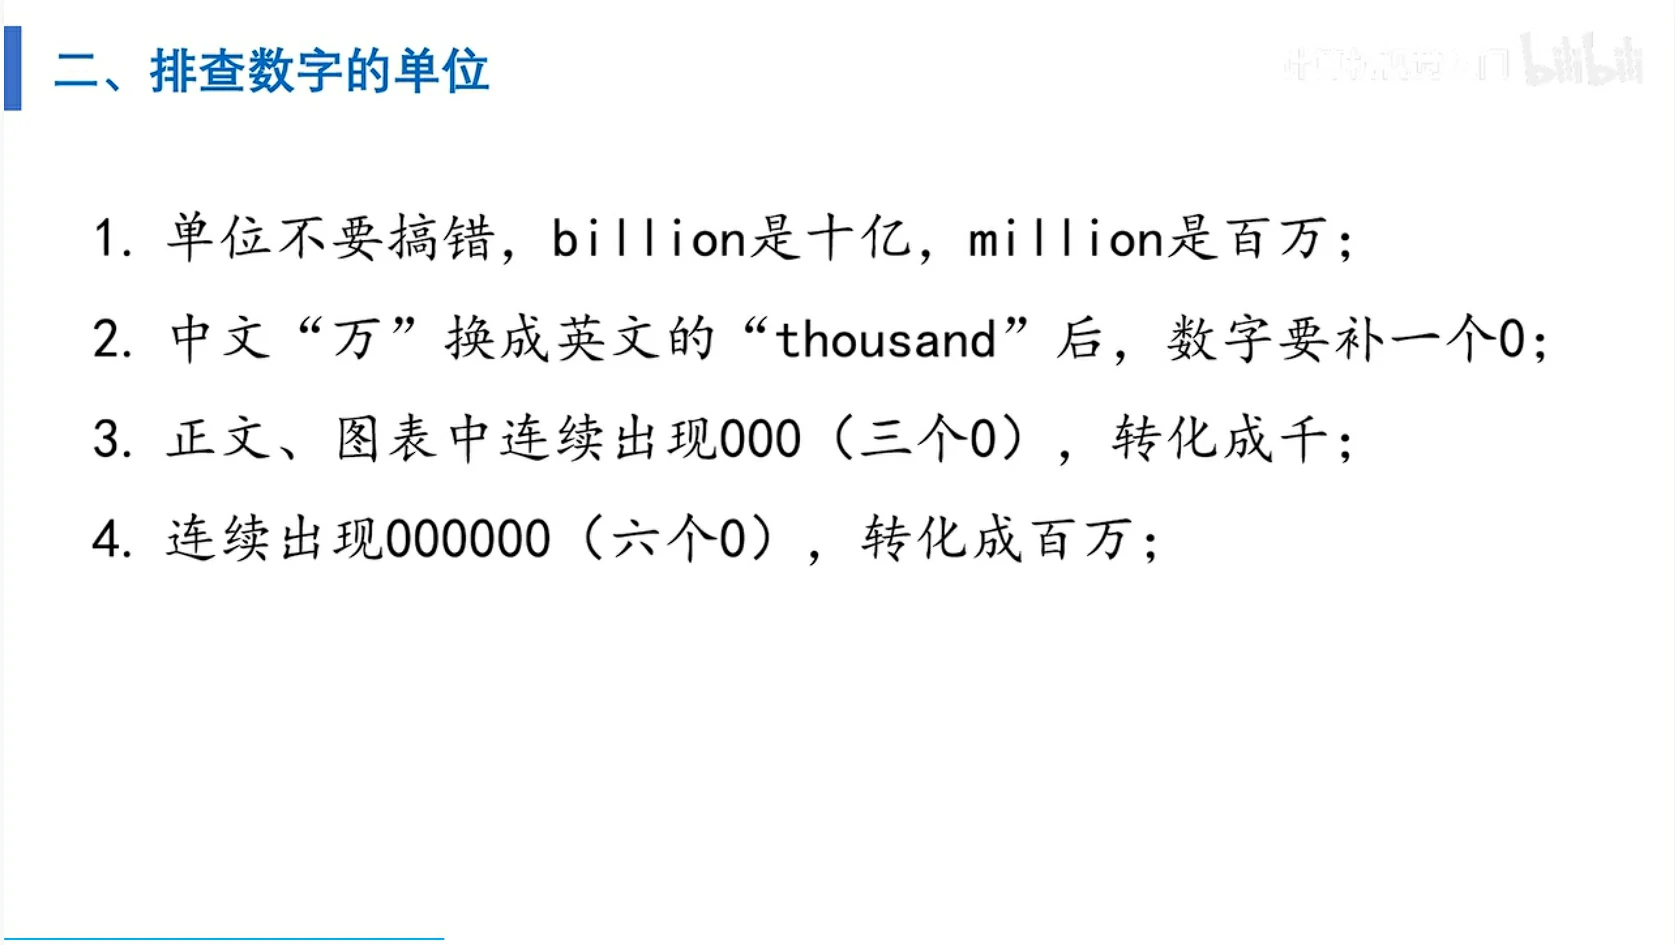 二、排查数字的单位
bilibili
1. 单位不要搞错，billion是十亿，million是百万；
2. 中文“万”换成英文的“thousand”后，数字要补一个0；
3. 正文、图表中连续出现000（三个0），转化成千；
4. 连续出现000000（六个0），转化成百万；